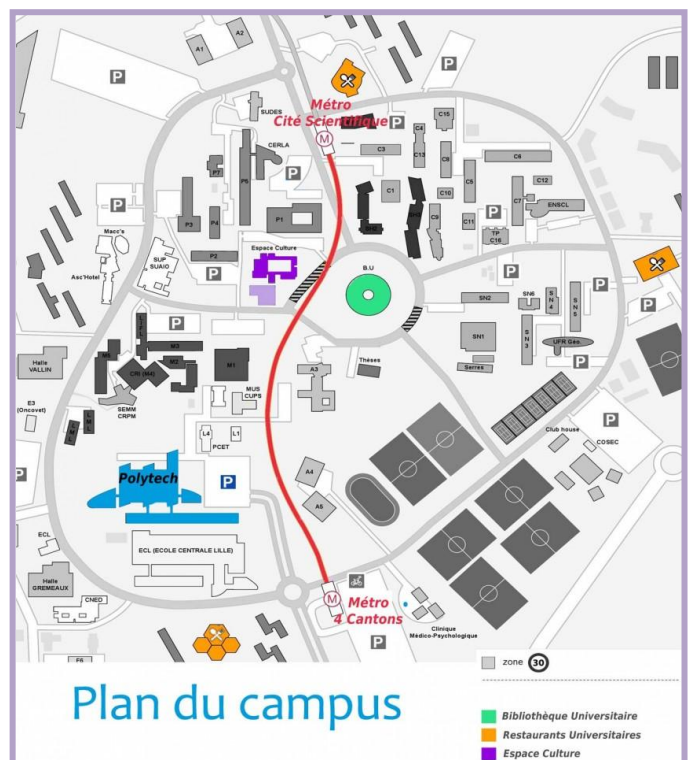 A1
A2
P
P
Métro
Cité Scientifique
M
SUDES
CERLA
P
P
C15
C4
C3
C13
C8
C6
P7
P5
P
C1
C5
C12
C10
C7
ENSCL
P3
P4
P1
C9
C11
P
TP
C16
Macc's
P2
Espace Culture
SUP
SUAIO
P
B.U
Asc'Hotel
P
P
P
SN2
SN6
SN4
SN5
P
M3
M5
M2
CRI (M4)
M1
SN1
SN3
UFR Géo.
Thèses
Serres
P
Halle
VALLIN
A3
MUS
CUPS
SEMM
CRPM
E3
(Oncovet)
LML
LML
L4
L1
PCET
Club house
P
COSEC
P
Polytech
P
A4
A5
ECL
ECL (ECOLE CENTRALE LILLE)
Halle
GREMEAUX
CNED
M
Métro
4 Cantons
Clinique
Médico-Psychologique
P
F6
zone 30
Plan du campus
Bibliothèque Universitaire
Restaurants Universitaires
Espace Culture